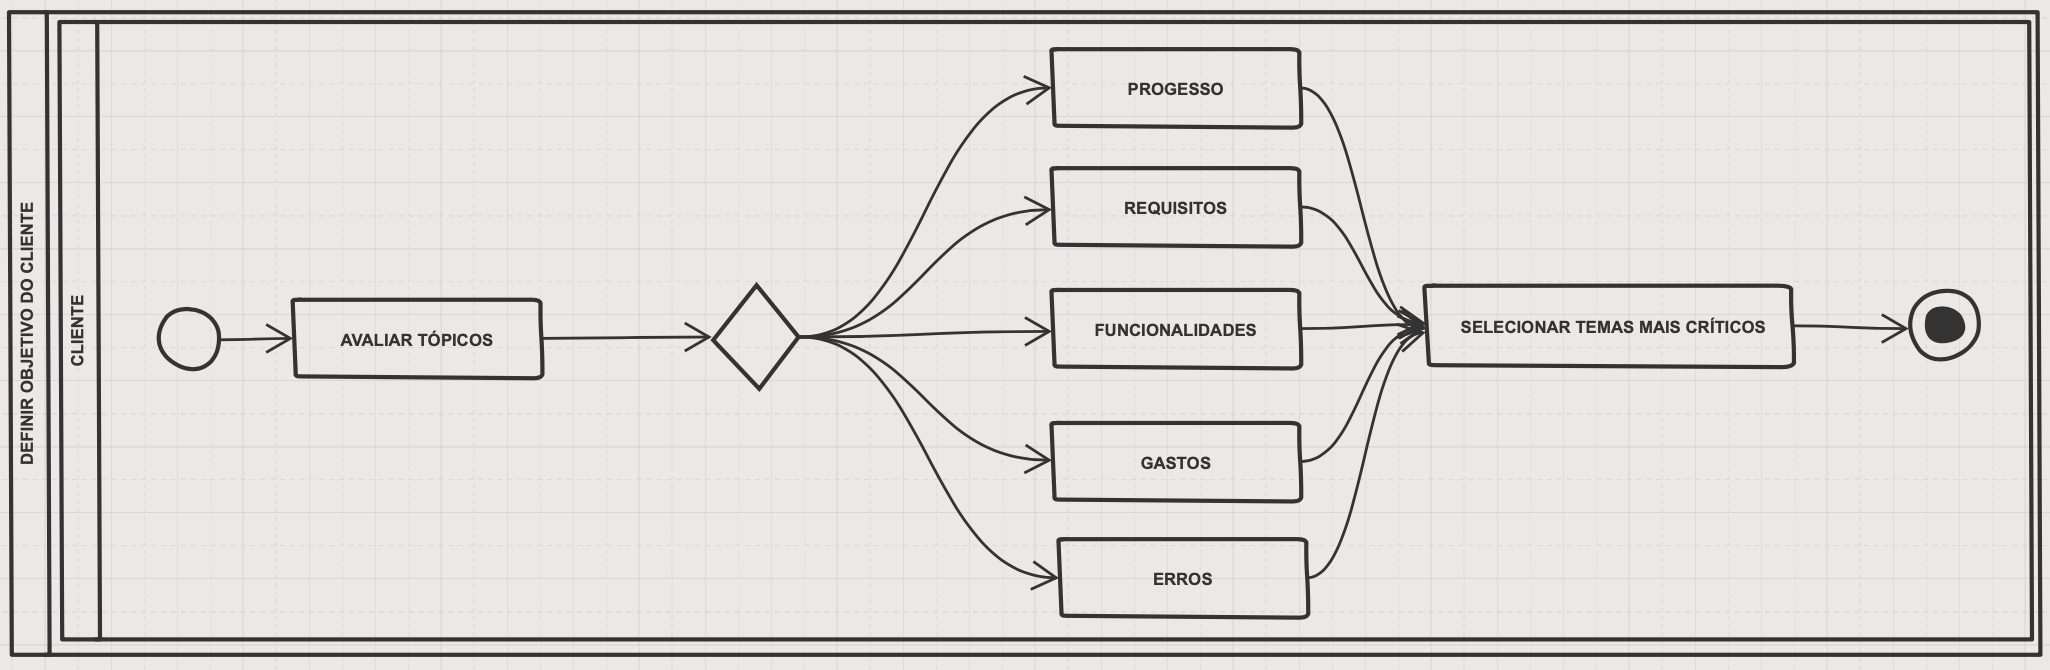 DEFINIR OBJETIVO DO CLIENTE
CLIENTE
AVALIAR TÓPICOS
PROGESSO
REQUISITOS
FUNCIONALIDADES
GASTOS
ERROS
SELECIONAR TEMAS MAIS CRÍTICOS